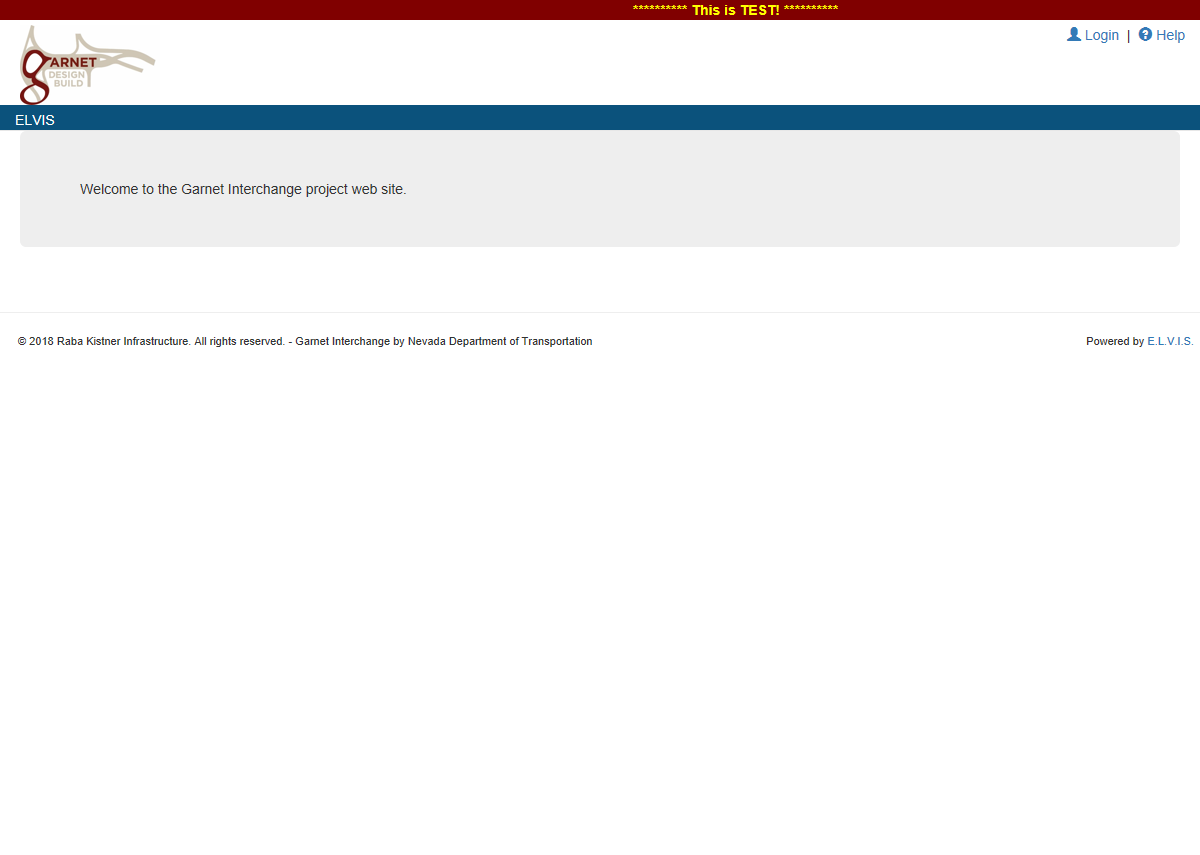 ********** This is TEST! **********
Login | Help
gARNET
DESIGN
BUILD
ELVIS
Welcome to the Garnet Interchange project web site.
© 2018 Raba Kistner Infrastructure. All rights reserved. - Garnet Interchange by Nevada Department of Transportation
Powered by E.L.V.I.S.